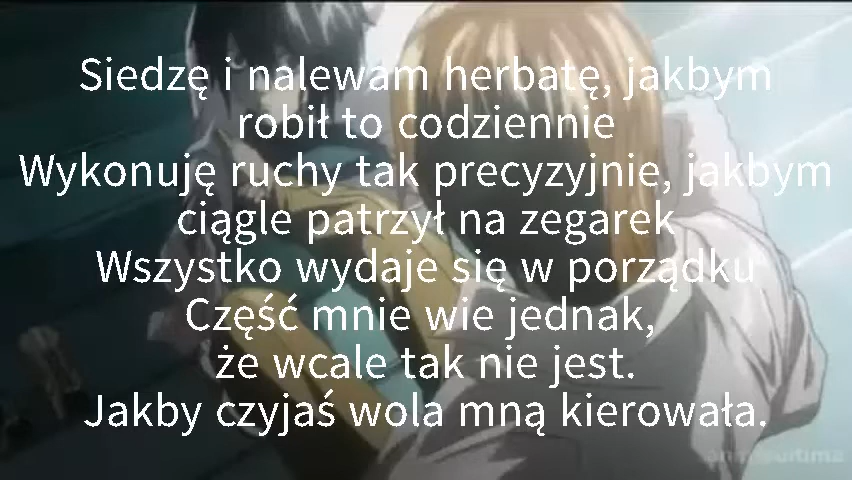 Siedzę i nalewam herbatę, jakbym
robił to codziennie
Wykonuję ruchy tak precyzyjnie, jakbym
ciągle patrzył na zegarek
Wszystko wydaje się w porządku
Część mnie wie jednak,
że wcale tak nie jest.
Jakby czyjaś wola mną kierowała.